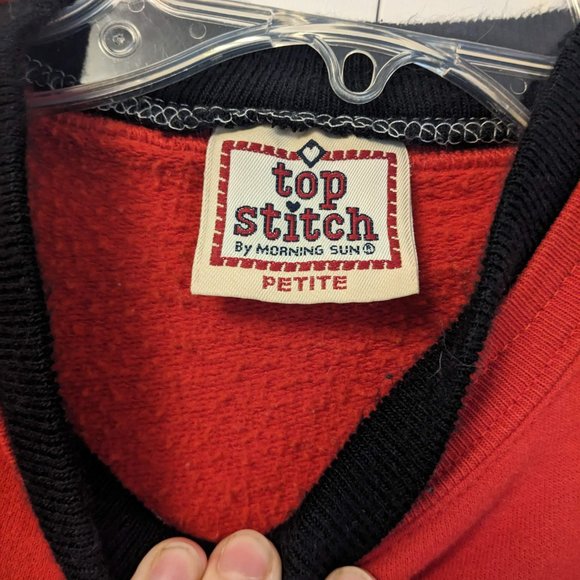 top
stitch
By MORNING SUN®
PETITE